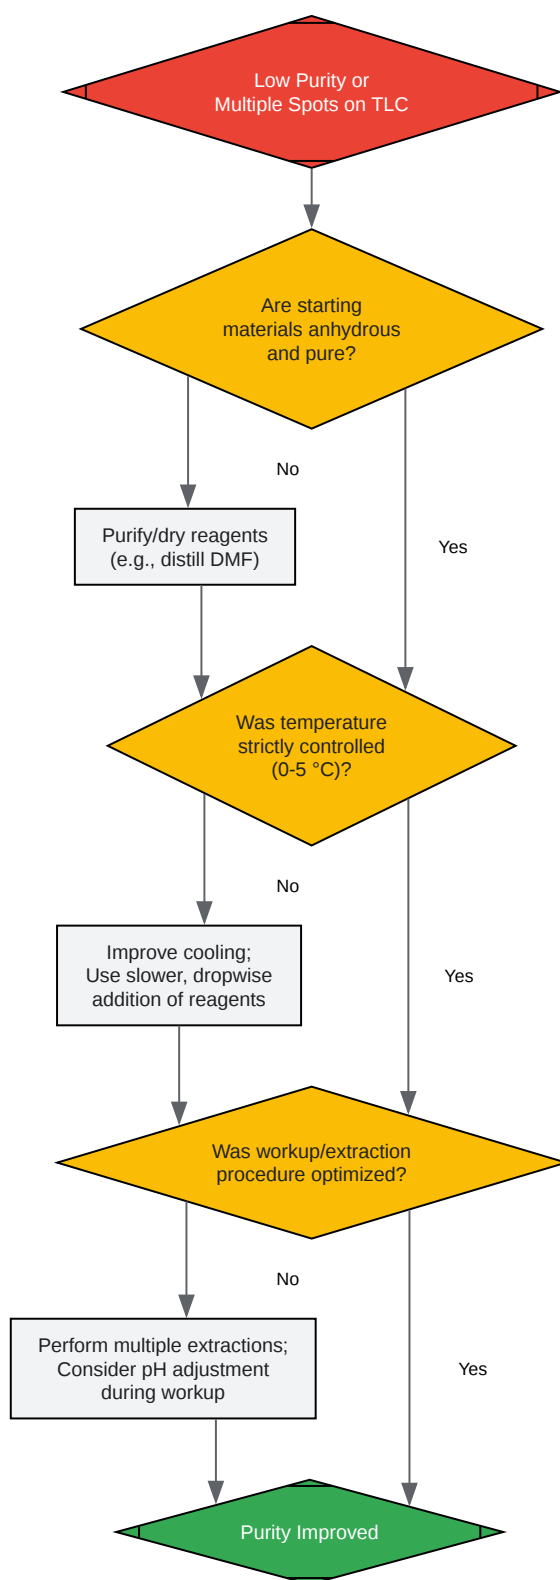 Low Purity or
Multiple Spots on TLC
Are starting
materials anhydrous
and pure?
No
Purify/dry reagents
(e.g., distill DMF)
Yes
Was temperature
strictly controlled
(0-5 °C)?
No
Improve cooling;
Use slower, dropwise
addition of reagents
Yes
Was workup/extraction
procedure optimized?
No
Perform multiple extractions;
Consider pH adjustment
during workup
Yes
Purity Improved